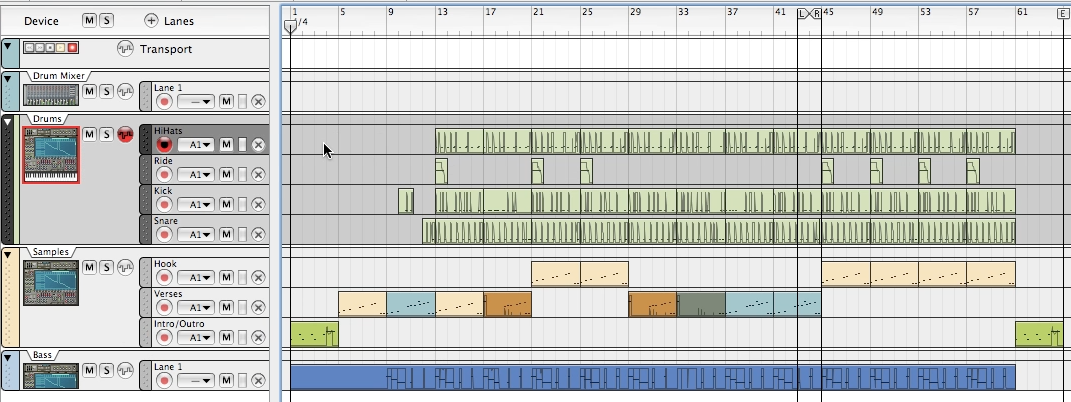 Device M S + Lanes
1 5 9 13 17 21 25 29 33 37 41 L R 45 49 53 57 61 E
/4
Transport
Drum Mixer
M S Lane 1
— M
Drums
M S HiHats
A1 M
Ride
A1 M
Kick
A1 M
Snare
A1 M
Samples
M S Hook
A1 M
Verses
A1 M
Intro/Outro
A1 M
Bass
M S Lane 1
— M